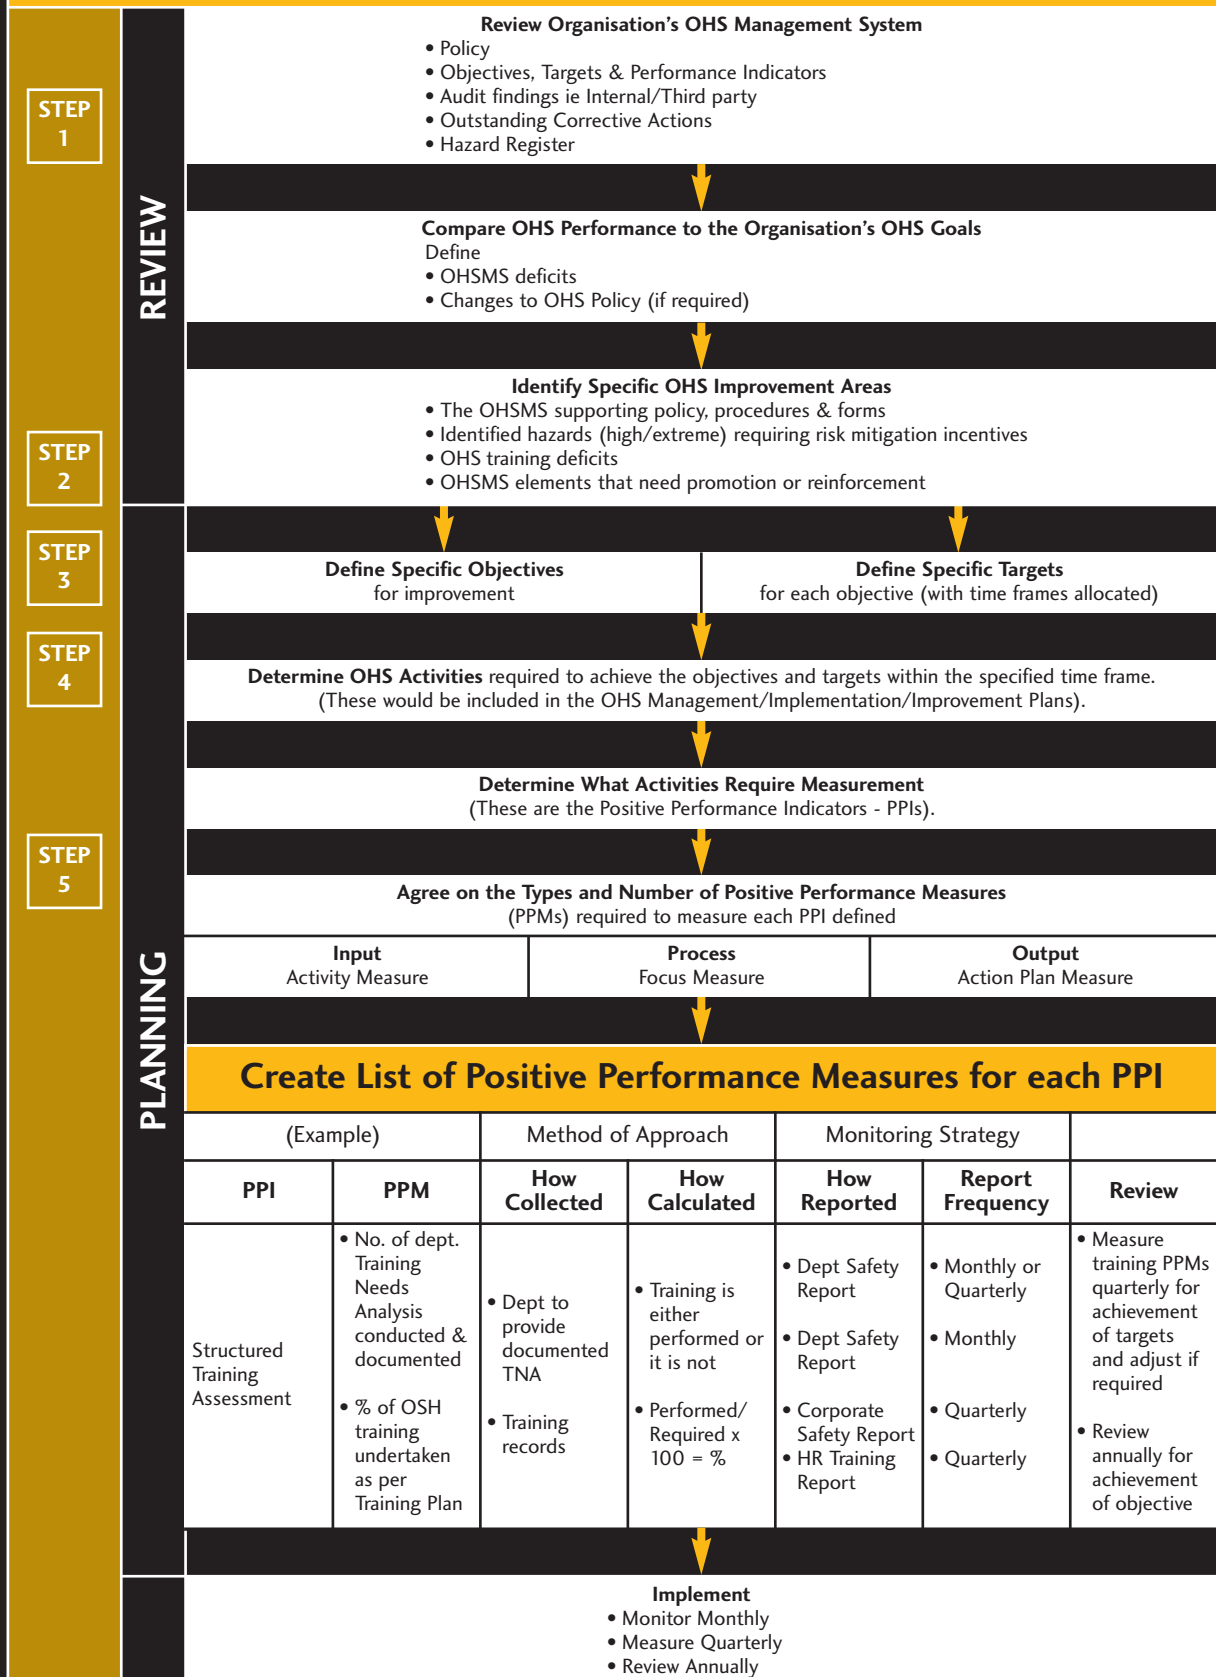 STEP
1
REVIEW
Review Organisation's OHS Management System
• Policy
• Objectives, Targets & Performance Indicators
• Audit findings ie Internal/Third party
• Outstanding Corrective Actions
• Hazard Register
Compare OHS Performance to the Organisation's OHS Goals
Define
• OHSMS deficits
• Changes to OHS Policy (if required)
STEP
2
Identify Specific OHS Improvement Areas
• The OHSMS supporting policy, procedures & forms
• Identified hazards (high/extreme) requiring risk mitigation incentives
• OHS training deficits
• OHSMS elements that need promotion or reinforcement
PLANNING
STEP
3
Define Specific Objectives
for improvement
Define Specific Targets
for each objective (with time frames allocated)
STEP
4
Determine OHS Activities required to achieve the objectives and targets within the specified time frame.
(These would be included in the OHS Management/Implementation/Improvement Plans).
Determine What Activities Require Measurement
(These are the Positive Performance Indicators - PPIs).
STEP
5
Agree on the Types and Number of Positive Performance Measures
(PPMs) required to measure each PPI defined
Input
Activity Measure
Process
Focus Measure
Output
Action Plan Measure
Create List of Positive Performance Measures for each PPI
(Example)
Method of Approach
Monitoring Strategy
PPI
PPM
How
Collected
How
Calculated
How
Reported
Report
Frequency
Review
Structured
Training
Assessment
• No. of dept.
Training
Needs
Analysis
conducted &
documented
• % of OSH
training
undertaken
as per
Training Plan
• Dept to
provide
documented
TNA
• Training
records
• Training is
either
performed or
it is not
• Performed/
Required x
100 = %
• Dept Safety
Report
• Dept Safety
Report
• Corporate
Safety Report
• HR Training
Report
• Monthly or
Quarterly
• Monthly
• Quarterly
• Quarterly
• Measure
training PPMs
quarterly for
achievement
of targets
and adjust if
required
• Review
annually for
achievement
of objective
Implement
• Monitor Monthly
• Measure Quarterly
• Review Annually